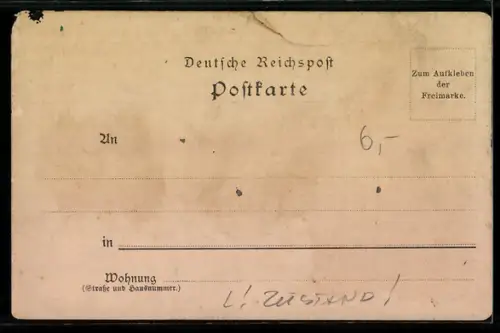 Deutsche Reichspost
Postkarte
Zum Aufkleben
der
Freimarke.
An
6,-
in
Wohnung
(Straße und Hausnummer.)
L! ZUSTAND!